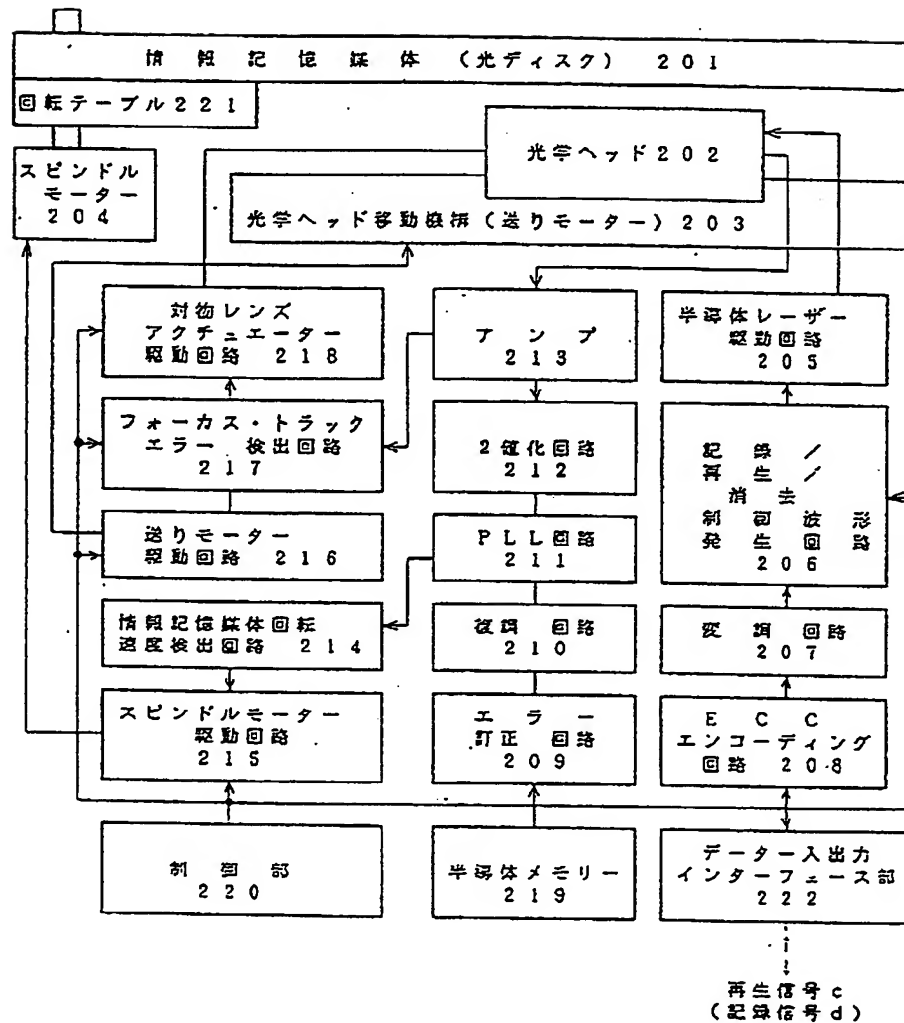 情報記憶媒体（光ディスク）201
回転テーブル221
光学ヘッド202
スピンドル
モーター
204
光学ヘッド移動機構（送りモーター）203
対物レンズ
アクチュエーター
駆動回路 218
アンプ
213
半導体レーザー
駆動回路
205
フォーカス・トラック
エラー 検出回路
217
2値化回路
212
記録／
再生／
消去
制御波形
発生回路
206
送りモーター
駆動回路 216
PLL回路
211
情報記憶媒体回転
速度検出回路 214
復調 回路
210
変調 回路
207
スピンドルモーター
駆動回路
215
エラー
訂正 回路
209
ECC
エンコーディング
回路 208
制御部
220
半導体メモリー
219
データー入出力
インターフェース部
222
再生信号c
（記録信号d）